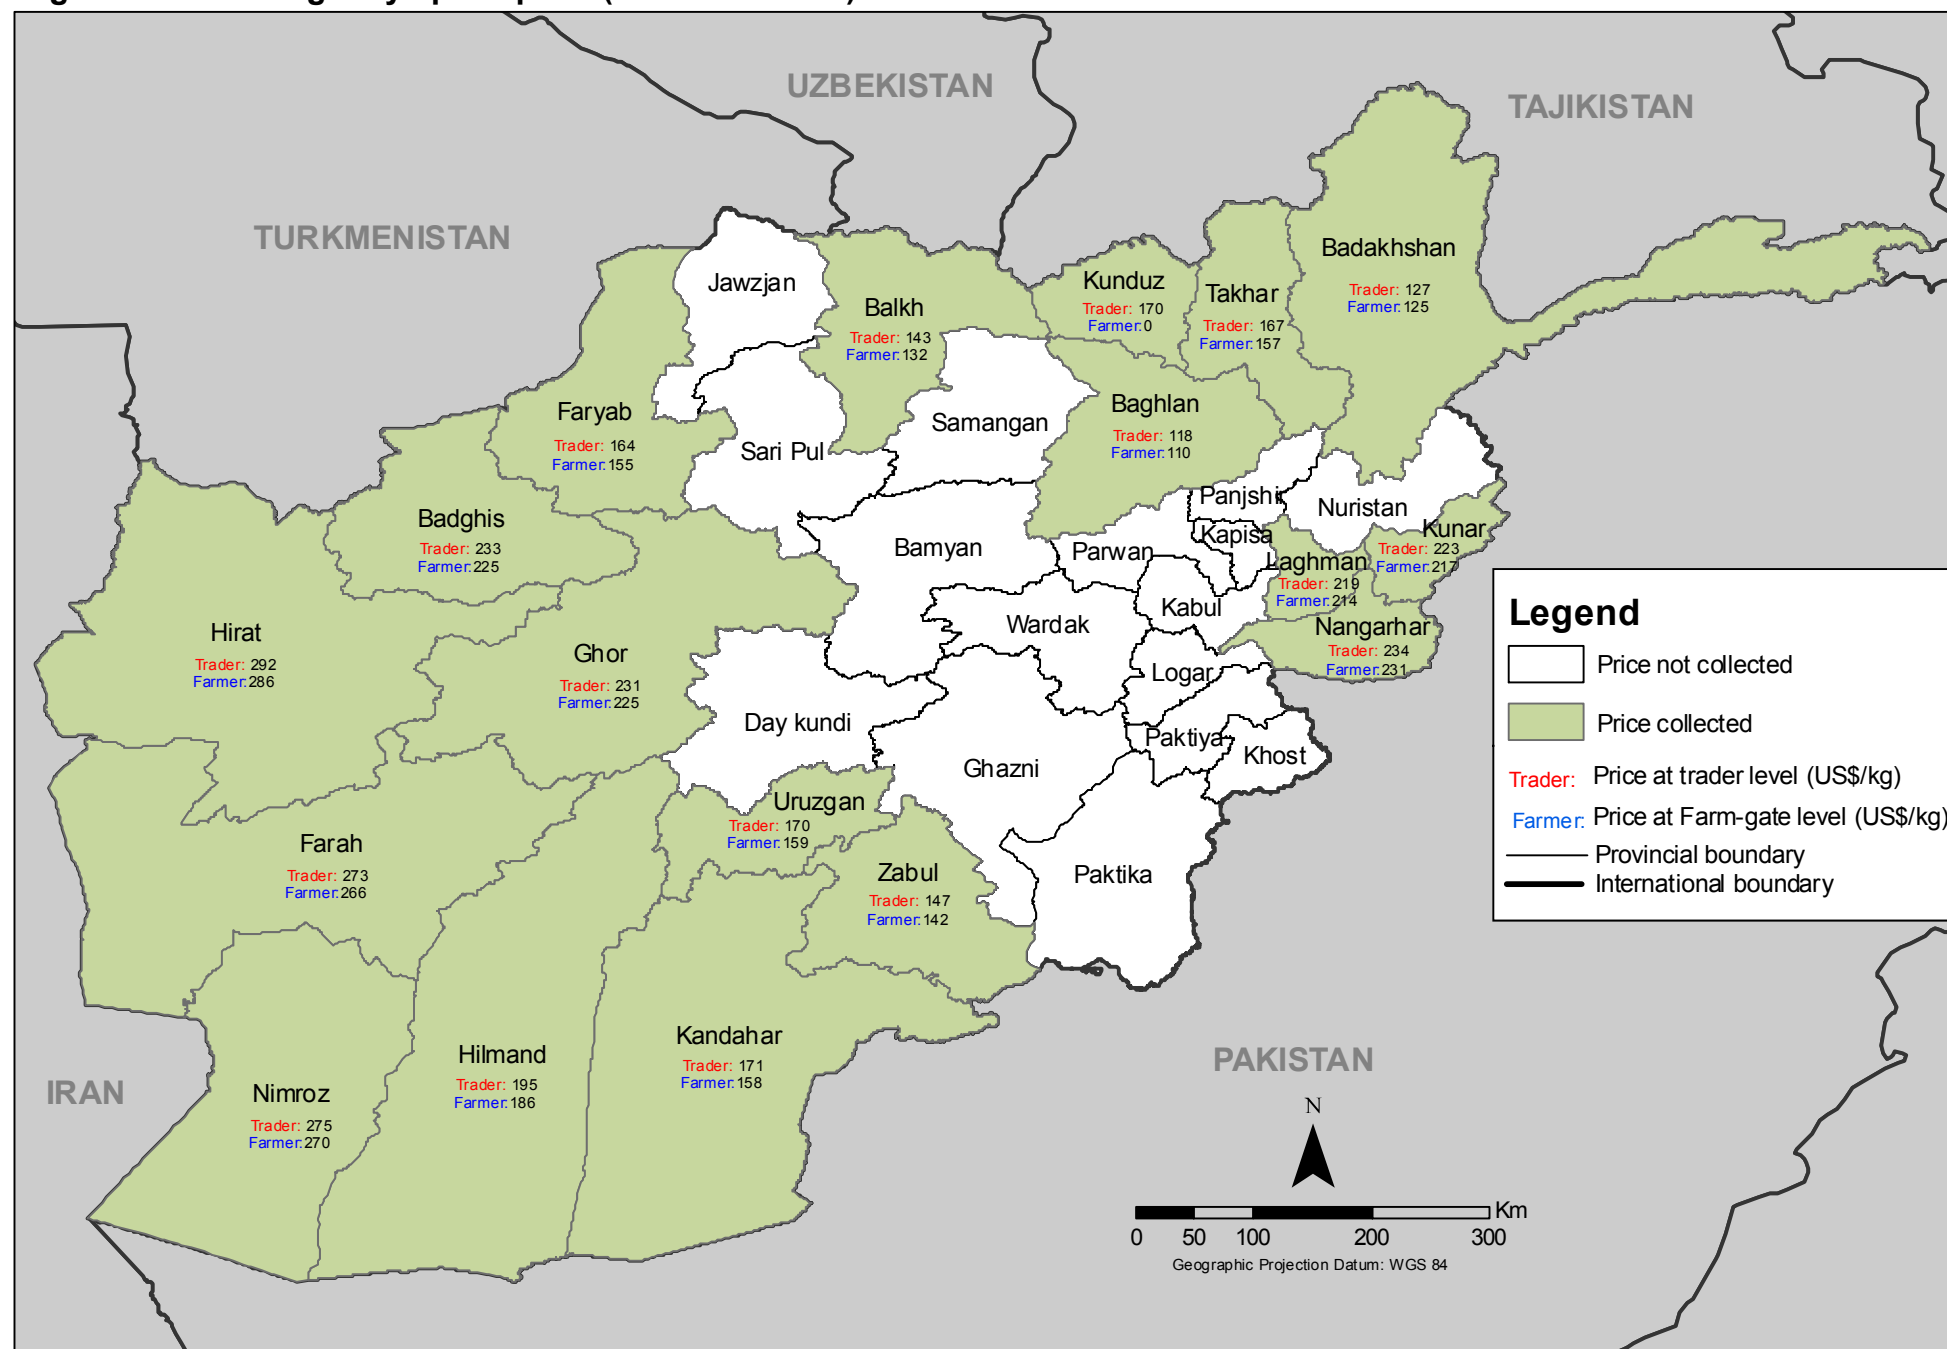 UZBEKISTAN
TAJIKISTAN
TURKMENISTAN
Badakhshan
Trader: 127
Farmer:125
Jawzjan
Kunduz
Trader: 170
Farmer:0
Takhar
Trader: 167
Farmer:157
Balkh
Trader: 143
Farmer:132
Faryab
Trader: 164
Farmer:155
Samangan
Baghlan
Trader: 118
Farmer:110
Sari Pul
Panjshi
Nuristan
Badghis
Trader: 233
Farmer:225
Bamyan
Parwan
Kapisa
Kunar
Trader: 223
Farmer:217
Laghman
Trader: 219
Farmer:214
Kabul
Wardak
Nangarhar
Trader: 234
Farmer:231
Hirat
Trader: 292
Farmer:286
Ghor
Trader: 231
Farmer:225
Logar
Day kundi
Paktiya
Khost
Ghazni
Uruzgan
Trader: 170
Farmer:159
Farah
Trader: 273
Farmer:266
Zabul
Trader: 147
Farmer:142
Paktika
Kandahar
Trader: 171
Farmer:158
Hilmand
Trader: 195
Farmer:186
Nimroz
Trader: 275
Farmer:270
IRAN
PAKISTAN
Legend
Price not collected
Price collected
Trader: Price at trader level (US$/kg)
Farmer: Price at Farm-gate level (US$/kg)
Provincial boundary
International boundary
N
Km
0 50 100 200 300
Geographic Projection Datum: WGS 84